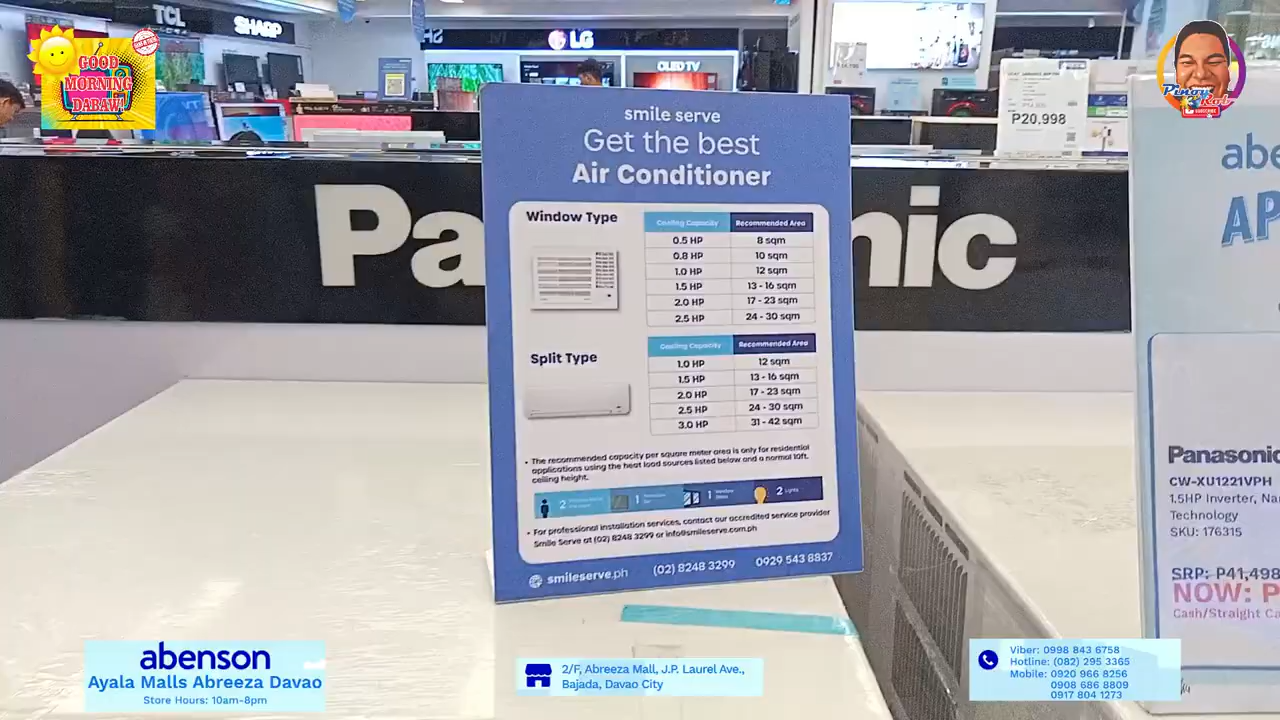 TCL
SHARP
LG
OLED TV
GOOD
MORNING
DABAW!
Pinoy
Rob
SUBSCRIBE
P20,998
Panasonic
smile serve
Get the best
Air Conditioner
Window Type
Cooling Capacity Recommended Area
0.5 HP 8 sqm
0.8 HP 10 sqm
1.0 HP 12 sqm
1.5 HP 13 - 16 sqm
2.0 HP 17 - 23 sqm
2.5 HP 24 - 30 sqm
Split Type
Cooling Capacity Recommended Area
1.0 HP 12 sqm
1.5 HP 13 - 16 sqm
2.0 HP 17 - 23 sqm
2.5 HP 24 - 30 sqm
3.0 HP 31 - 42 sqm
• The recommended capacity per square meter area is only for residential
applications using the heat load sources listed below and a normal 10ft.
ceiling height.
2 1 1 2 Lights
• For professional installation services, contact our accredited service provider
Smile Serve at (02) 8248 3299 or info@smileserve.com.ph
smileserve.ph (02) 8248 3299 0929 543 8837
abe
AP
Panasonic
CW-XU1221VPH
1.5HP Inverter, Na
Technology
SKU: 176315
SRP: P41,498
NOW: P
Cash/Straight Ca
abenson
Ayala Malls Abreeza Davao
Store Hours: 10am-8pm
2/F, Abreeza Mall, J.P. Laurel Ave.,
Bajada, Davao City
Viber: 0998 843 6758
Hotline: (082) 295 3365
Mobile: 0920 966 8256
0908 686 8809
0917 804 1273